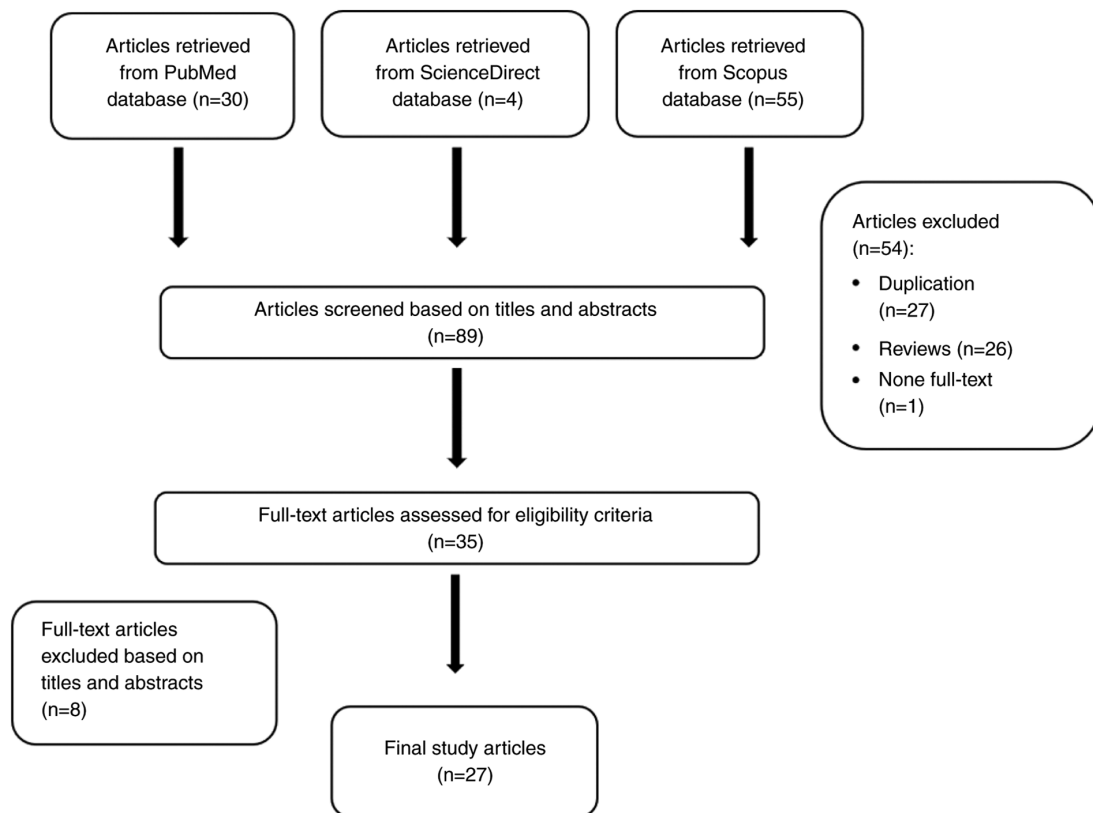 Articles retrieved
from PubMed
database (n=30)
Articles retrieved
from ScienceDirect
database (n=4)
Articles retrieved
from Scopus
database (n=55)
Articles excluded
(n=54):
• Duplication
(n=27)
• Reviews (n=26)
• None full-text
(n=1)
Articles screened based on titles and abstracts
(n=89)
Full-text articles assessed for eligibility criteria
(n=35)
Full-text articles
excluded based on
titles and abstracts
(n=8)
Final study articles
(n=27)